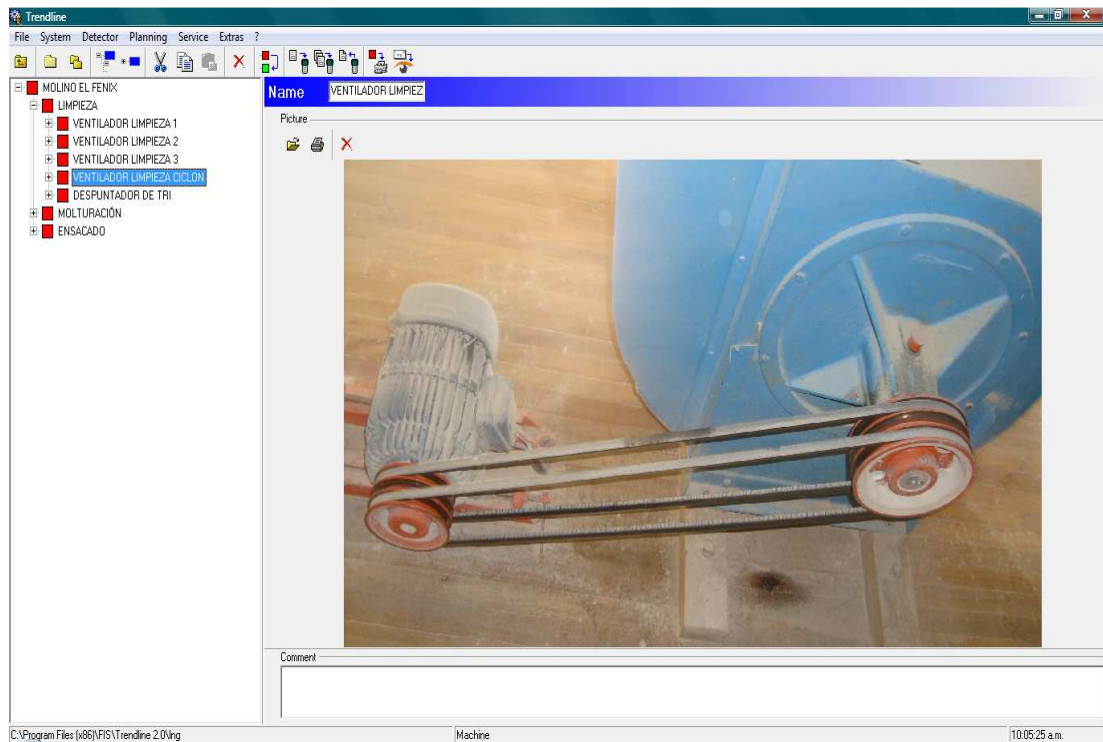 Trendline
File System Detector Planning Service Extras ?
MOLINO EL FENIX
LIMPIEZA
VENTILADOR LIMPIEZA 1
VENTILADOR LIMPIEZA 2
VENTILADOR LIMPIEZA 3
VENTILADOR LIMPIEZA CICLON
DESPUNTADOR DE TRI
MOLTURACIÓN
ENSACADO
Name VENTILADOR LIMPIEZ
Picture
Comment
C:\Program Files (x86)\FIS\Trendline 2.0\lng Machine 10:05:25 a.m.